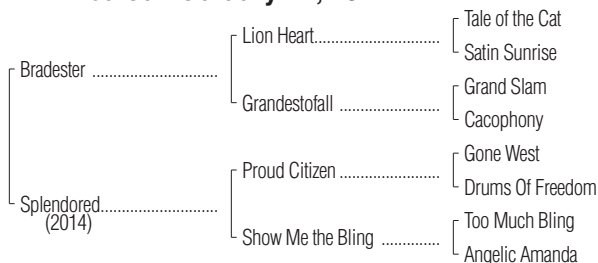 Tale of the Cat
Lion Heart........................................
Satin Sunrise
Bradester ........................................
Grand Slam
Grandestofall ................................
Cacophony
Gone West
Proud Citizen ................................
Drums Of Freedom
Splendored......................................
(2014)
Too Much Bling
Show Me the Bling ..................
Angelic Amanda